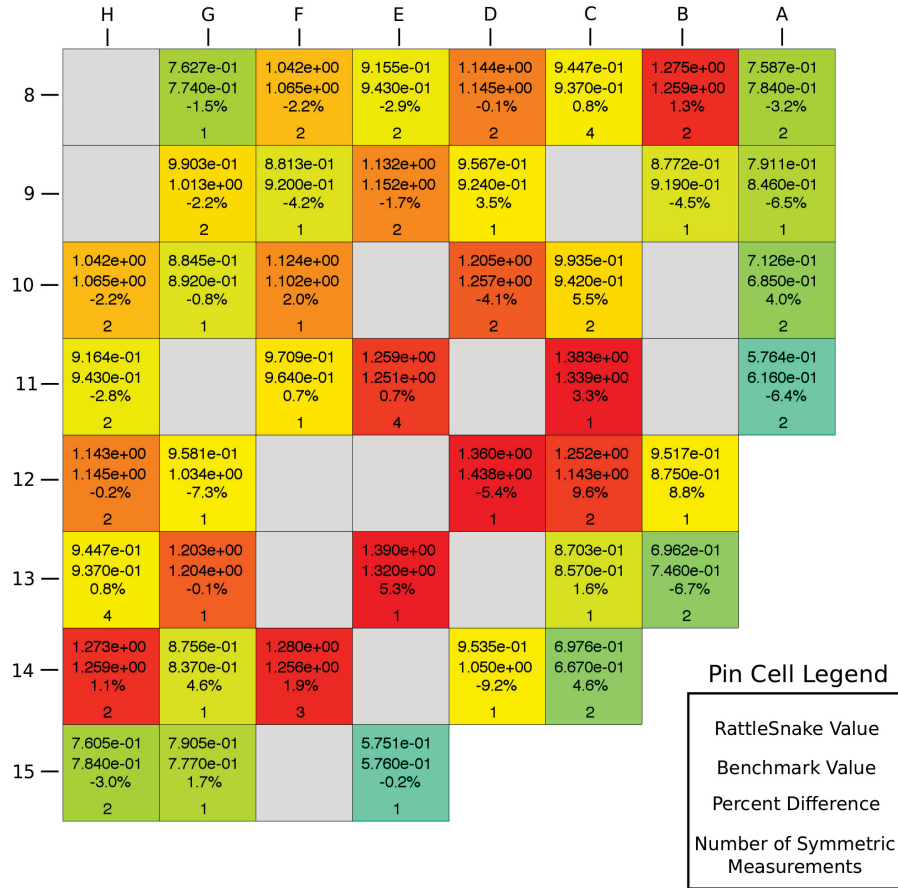 H G F E D C B A
8
7.627e-01 1.042e+00 9.155e-01 1.144e+00 9.447e-01 1.275e+00 7.587e-01
7.740e-01 1.065e+00 9.430e-01 1.145e+00 9.370e-01 1.259e+00 7.840e-01
-1.5% -2.2% -2.9% -0.1% 0.8% 1.3% -3.2%
1 2 2 2 4 2 2
9
9.903e-01 8.813e-01 1.132e+00 9.567e-01 8.772e-01 7.911e-01
1.013e+00 9.200e-01 1.152e+00 9.240e-01 9.190e-01 8.460e-01
-2.2% -4.2% -1.7% 3.5% -4.5% -6.5%
2 1 2 1 1 1
10
1.042e+00 8.845e-01 1.124e+00 1.205e+00 9.935e-01 7.126e-01
1.065e+00 8.920e-01 1.102e+00 1.257e+00 9.420e-01 6.850e-01
-2.2% -0.8% 2.0% -4.1% 5.5% 4.0%
2 1 1 2 2 2
11
9.164e-01 9.709e-01 1.259e+00 1.383e+00 5.764e-01
9.430e-01 9.640e-01 1.251e+00 1.339e+00 6.160e-01
-2.8% 0.7% 0.7% 3.3% -6.4%
2 1 4 1 2
12
1.143e+00 9.581e-01 1.360e+00 1.252e+00 9.517e-01
1.145e+00 1.034e+00 1.438e+00 1.143e+00 8.750e-01
-0.2% -7.3% -5.4% 9.6% 8.8%
2 1 1 2 1
13
9.447e-01 1.203e+00 1.390e+00 8.703e-01 6.962e-01
9.370e-01 1.204e+00 1.320e+00 8.570e-01 7.460e-01
0.8% -0.1% 5.3% 1.6% -6.7%
4 1 1 1 2
14
1.273e+00 8.756e-01 1.280e+00 9.535e-01 6.976e-01
1.259e+00 8.370e-01 1.256e+00 1.050e+00 6.670e-01
1.1% 4.6% 1.9% -9.2% 4.6%
2 1 3 1 2
15
7.605e-01 7.905e-01 5.751e-01
7.840e-01 7.770e-01 5.760e-01
-3.0% 1.7% -0.2%
2 1 1
Pin Cell Legend
RattleSnake Value
Benchmark Value
Percent Difference
Number of Symmetric
Measurements